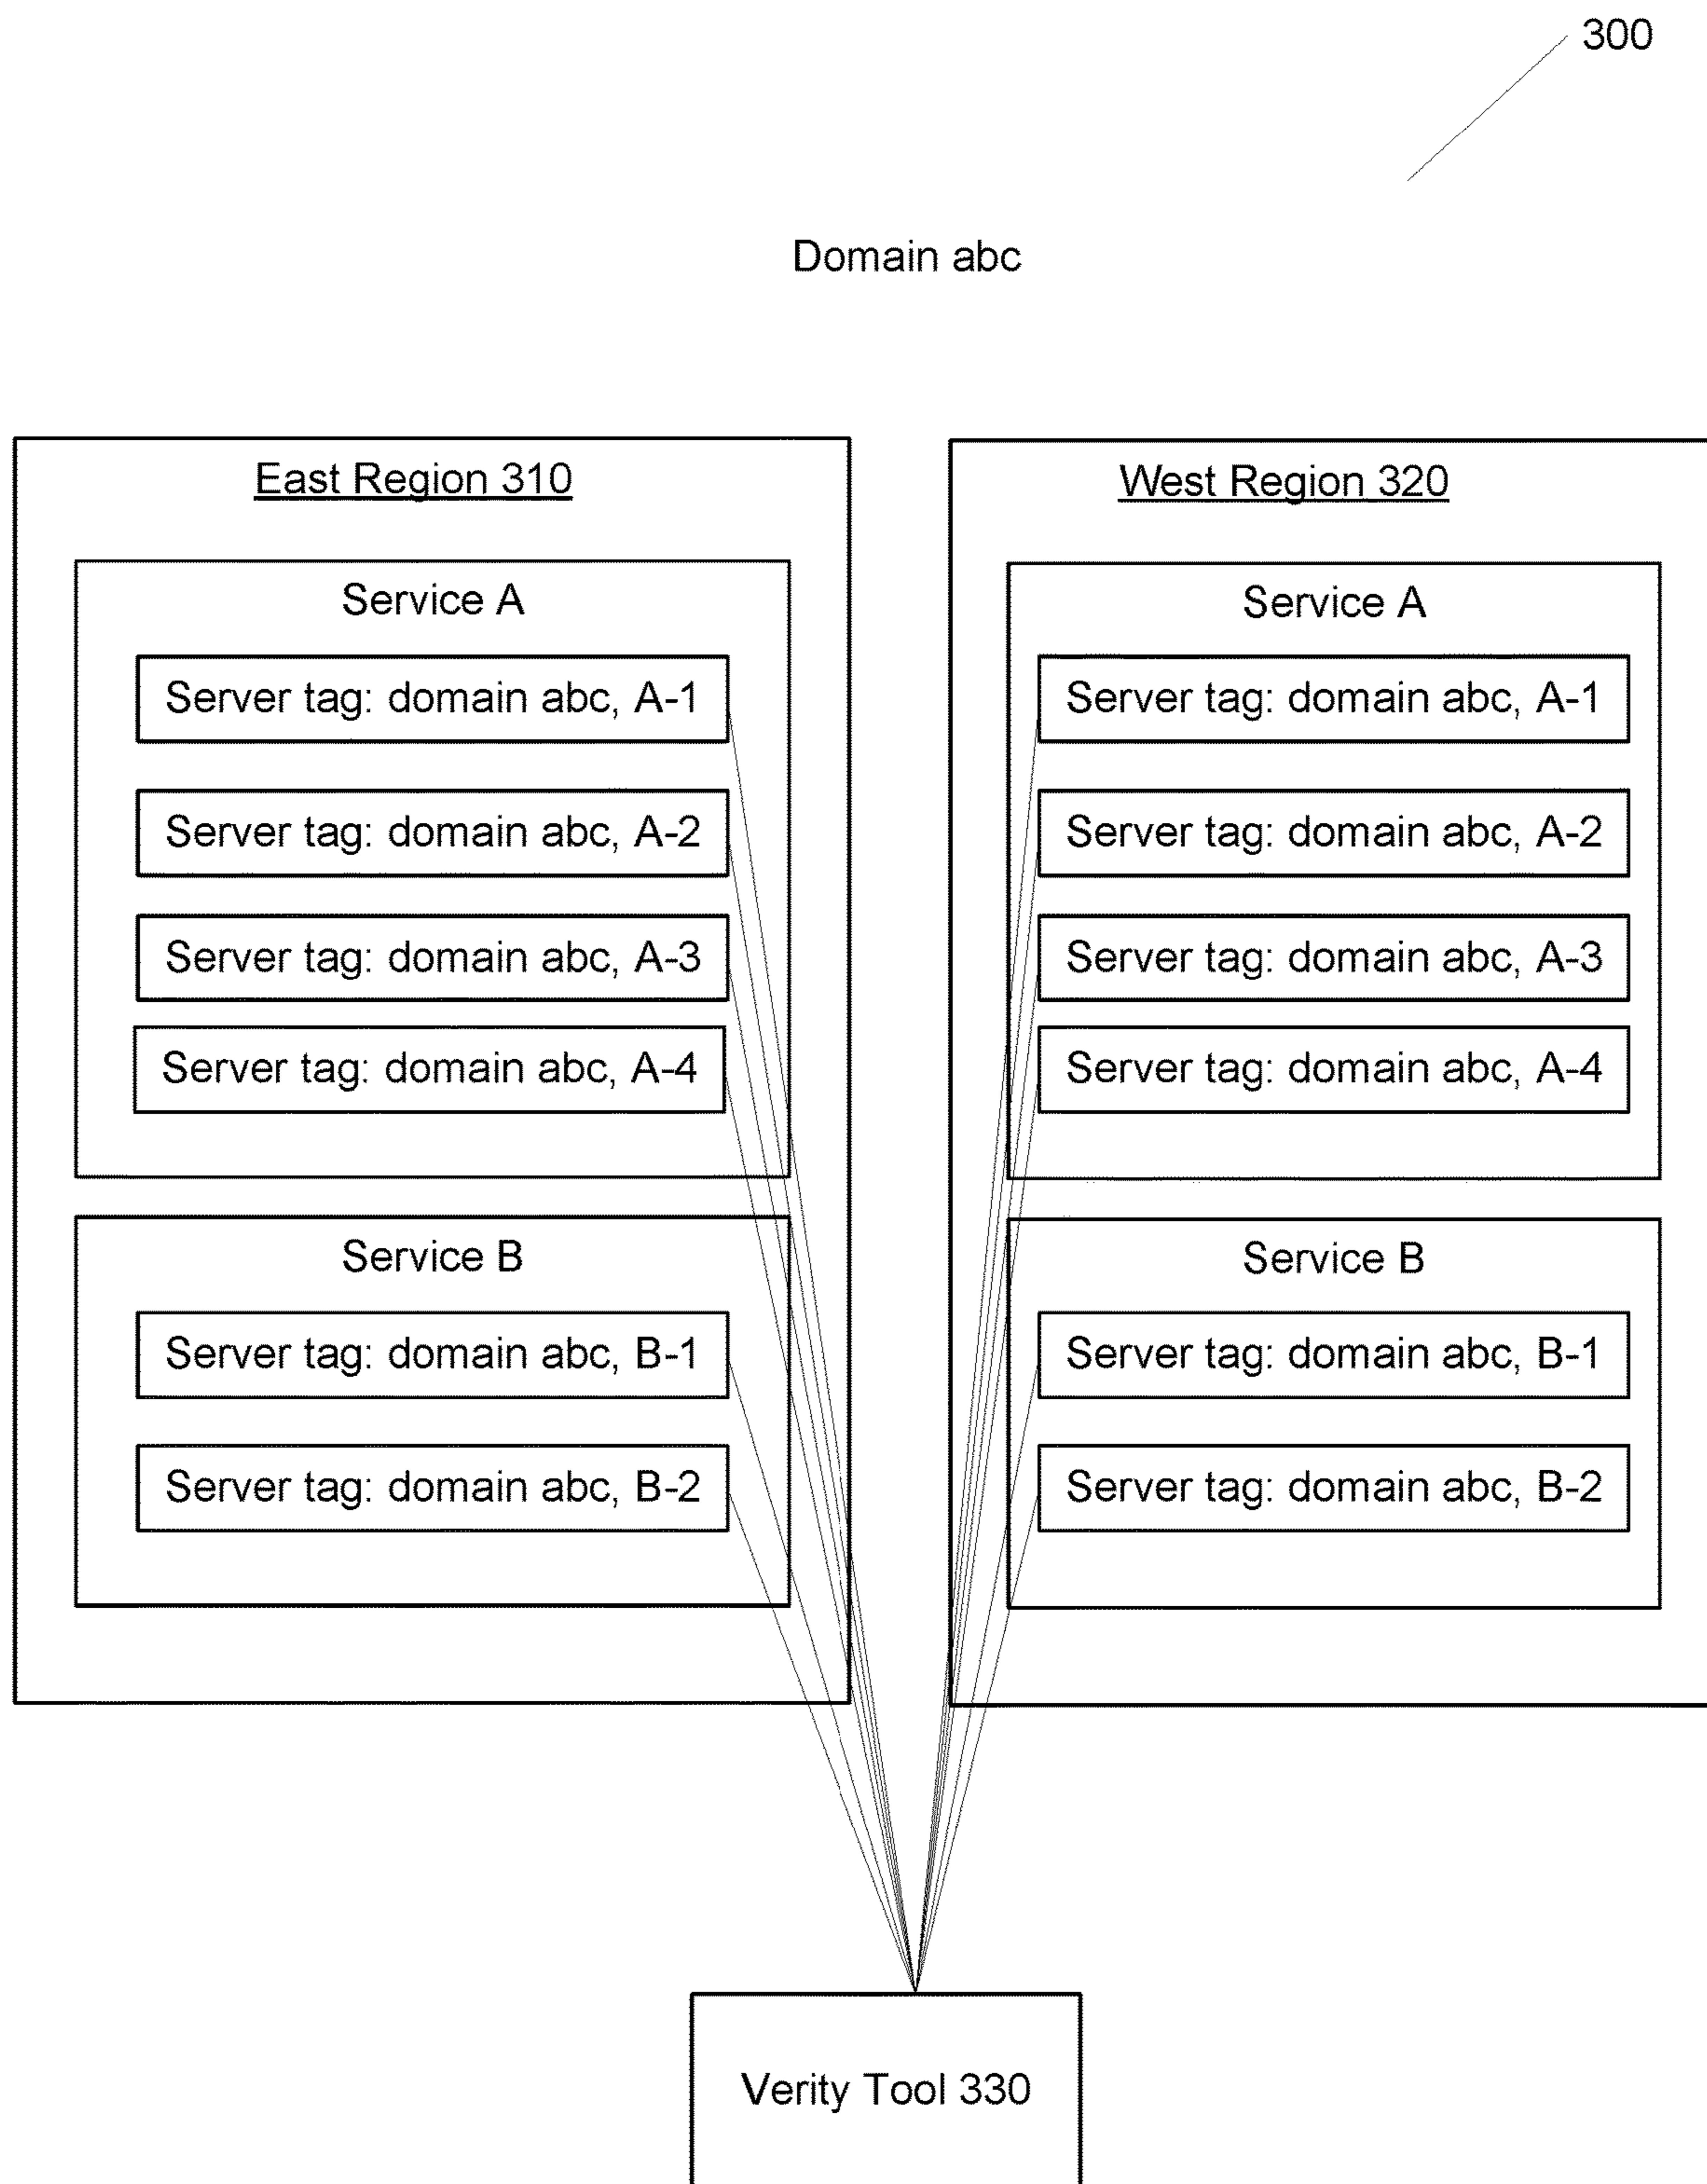 300
Domain abc
East Region 310
Service A
Server tag: domain abc, A-1
Server tag: domain abc, A-2
Server tag: domain abc, A-3
Server tag: domain abc, A-4
Service B
Server tag: domain abc, B-1
Server tag: domain abc, B-2
West Region 320
Service A
Server tag: domain abc, A-1
Server tag: domain abc, A-2
Server tag: domain abc, A-3
Server tag: domain abc, A-4
Service B
Server tag: domain abc, B-1
Server tag: domain abc, B-2
Verity Tool 330